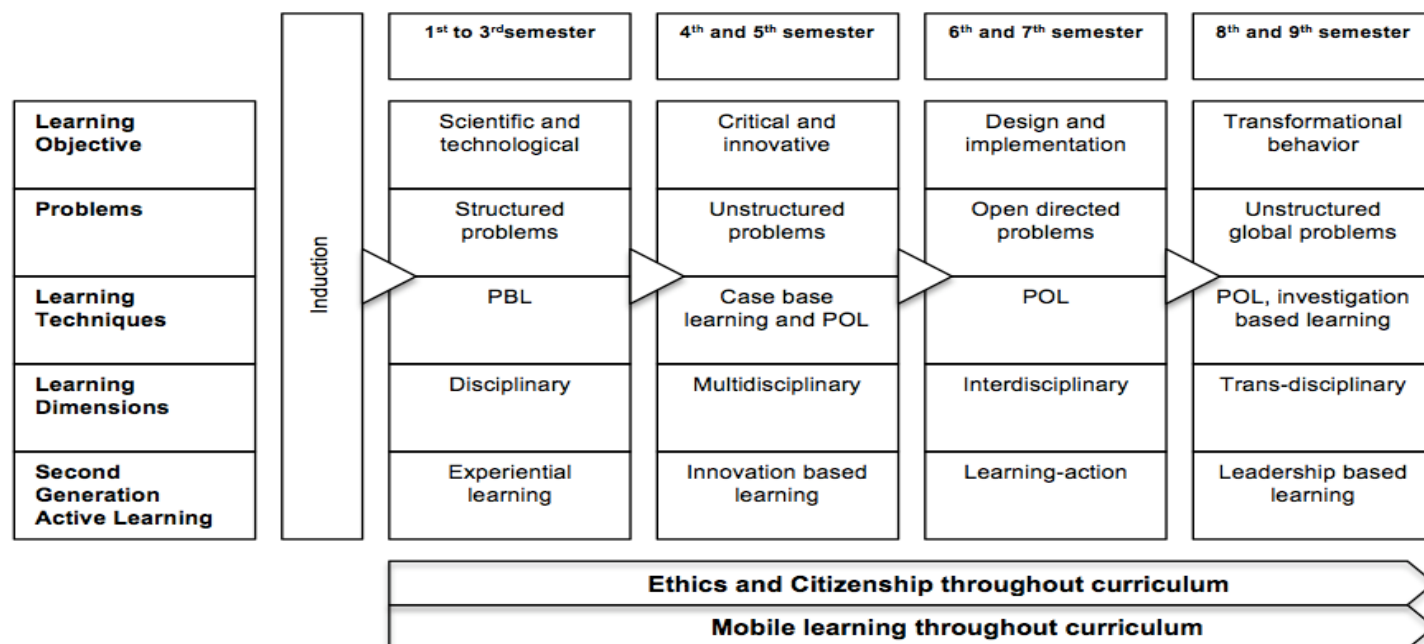 1st to 3rdsemester
4th and 5th semester
6th and 7th semester
8th and 9th semester
Induction
Learning
Objective
Scientific and
technological
Critical and
innovative
Design and
implementation
Transformational
behavior
Problems
Structured
problems
Unstructured
problems
Open directed
problems
Unstructured
global problems
Learning
Techniques
PBL
Case base
learning and POL
POL
POL, investigation
based learning
Learning
Dimensions
Disciplinary
Multidisciplinary
Interdisciplinary
Trans-disciplinary
Second
Generation
Active Learning
Experiential
learning
Innovation based
learning
Learning-action
Leadership based
learning
Ethics and Citizenship throughout curriculum
Mobile learning throughout curriculum